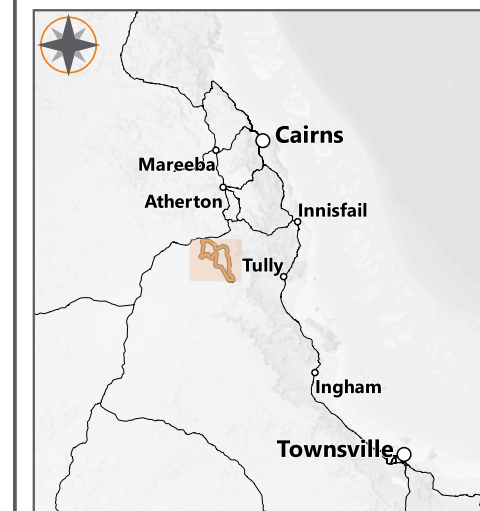 Cairns
Mareeba
Atherton
Innisfail
Tully
Ingham
Townsville